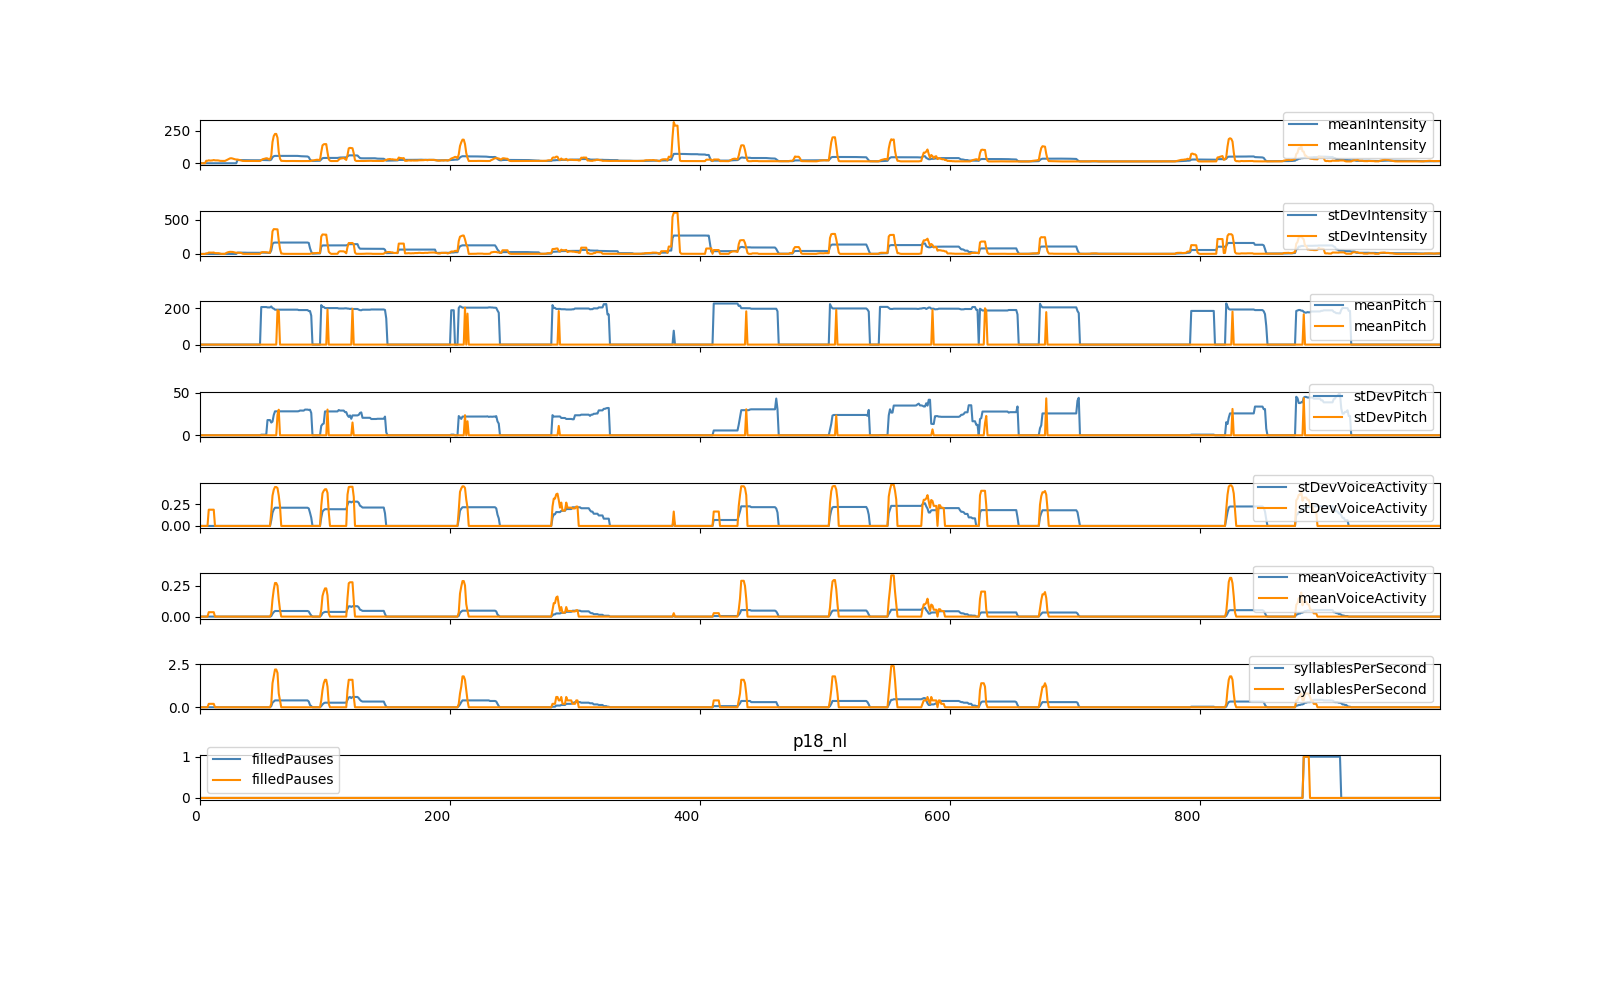 250
0
meanIntensity
meanIntensity
500
0
stDevIntensity
stDevIntensity
200
0
meanPitch
meanPitch
50
0
stDevPitch
stDevPitch
0.25
0.00
stDevVoiceActivity
stDevVoiceActivity
0.25
0.00
meanVoiceActivity
meanVoiceActivity
2.5
0.0
syllablesPerSecond
syllablesPerSecond
p18_nl
1
0
filledPauses
filledPauses
0 200 400 600 800